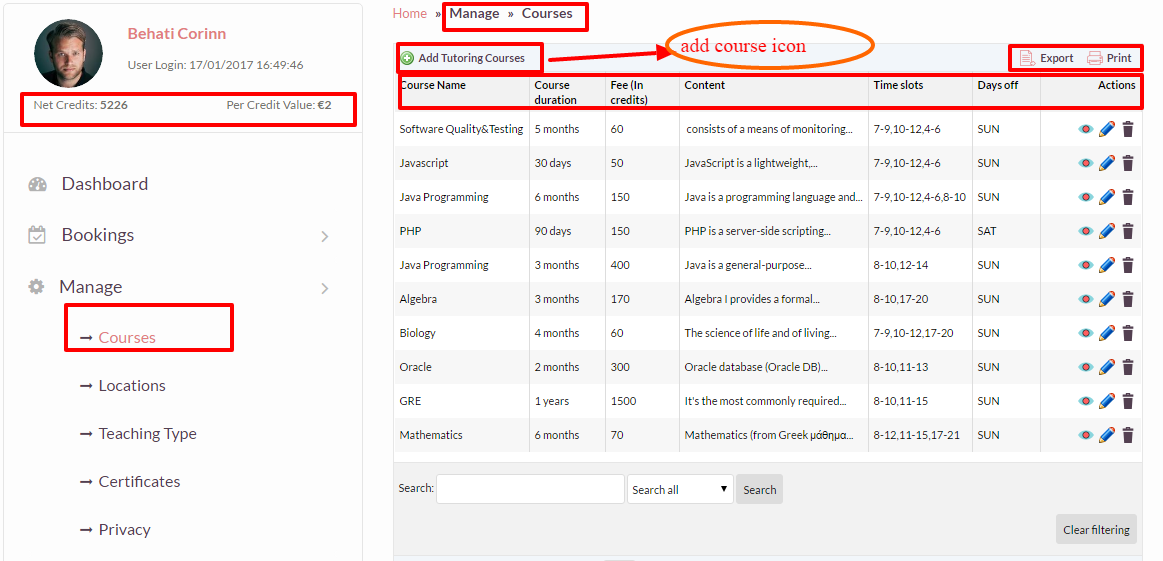 Behati Corinn
User Login: 17/01/2017 16:49:46
Net Credits: 5226 Per Credit Value: €2
Dashboard
Bookings
Manage
Courses
Locations
Teaching Type
Certificates
Privacy
Home » Manage » Courses
Add Tutoring Courses
add course icon
Export Print
Course Name Course duration Fee (In credits) Content Time slots Days off Actions
Software Quality&Testing 5 months 60 consists of a means of monitoring... 7-9,10-12,4-6 SUN
Javascript 30 days 50 JavaScript is a lightweight,... 7-9,10-12,4-6 SUN
Java Programming 6 months 150 Java is a programming language and... 7-9,10-12,4-6,8-10 SUN
PHP 90 days 150 PHP is a server-side scripting... 7-9,10-12,4-6 SAT
Java Programming 3 months 400 Java is a general-purpose... 8-10,12-14 SUN
Algebra 3 months 170 Algebra I provides a formal... 8-10,17-20 SUN
Biology 4 months 60 The science of life and of living... 7-9,10-12,17-20 SUN
Oracle 2 months 300 Oracle database (Oracle DB)... 8-10,11-13 SUN
GRE 1 years 1500 It's the most commonly required... 8-10,11-15 SUN
Mathematics 6 months 70 Mathematics (from Greek μάθημα... 8-12,11-15,17-21 SUN
Search: Search all Search
Clear filtering